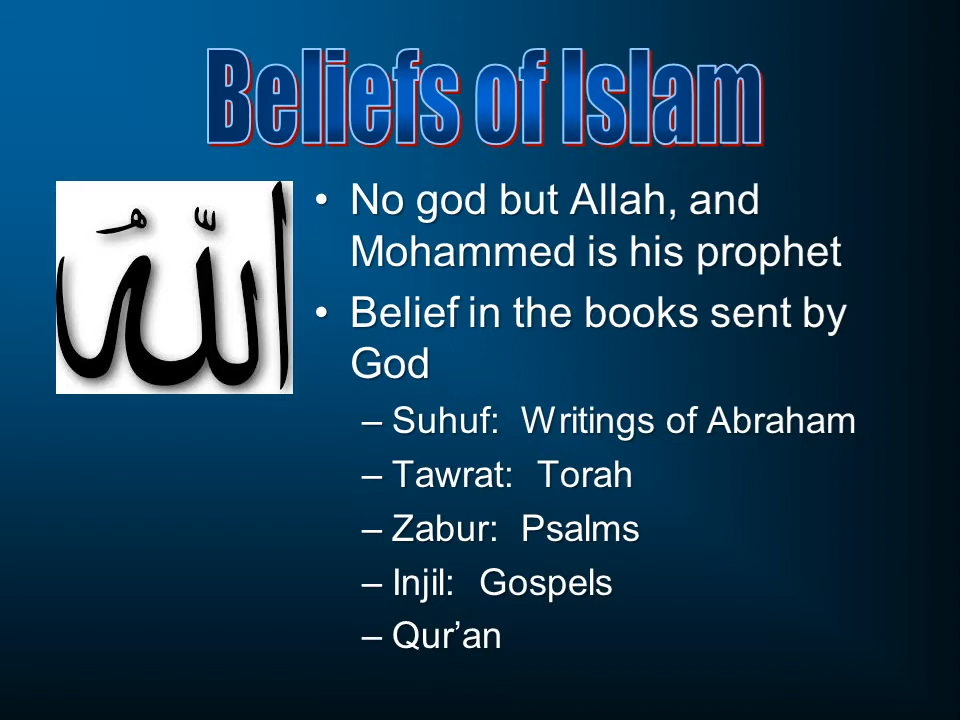 Beliefs of Islam
الله
• No god but Allah, and
Mohammed is his prophet
• Belief in the books sent by
God
– Suhuf: Writings of Abraham
– Tawrat: Torah
– Zabur: Psalms
– Injil: Gospels
– Qur’an